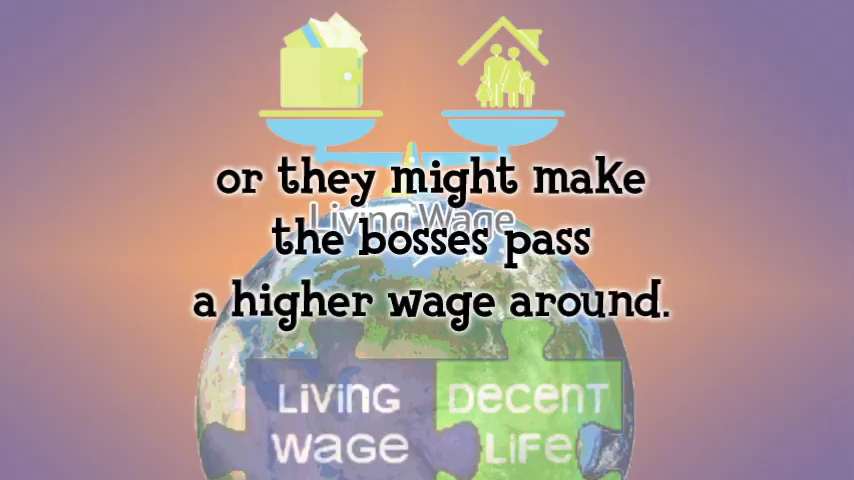 or they might make
Living Wage
the bosses pass
a higher wage around.
LiViNG DeCeNT
WaGe LiFe